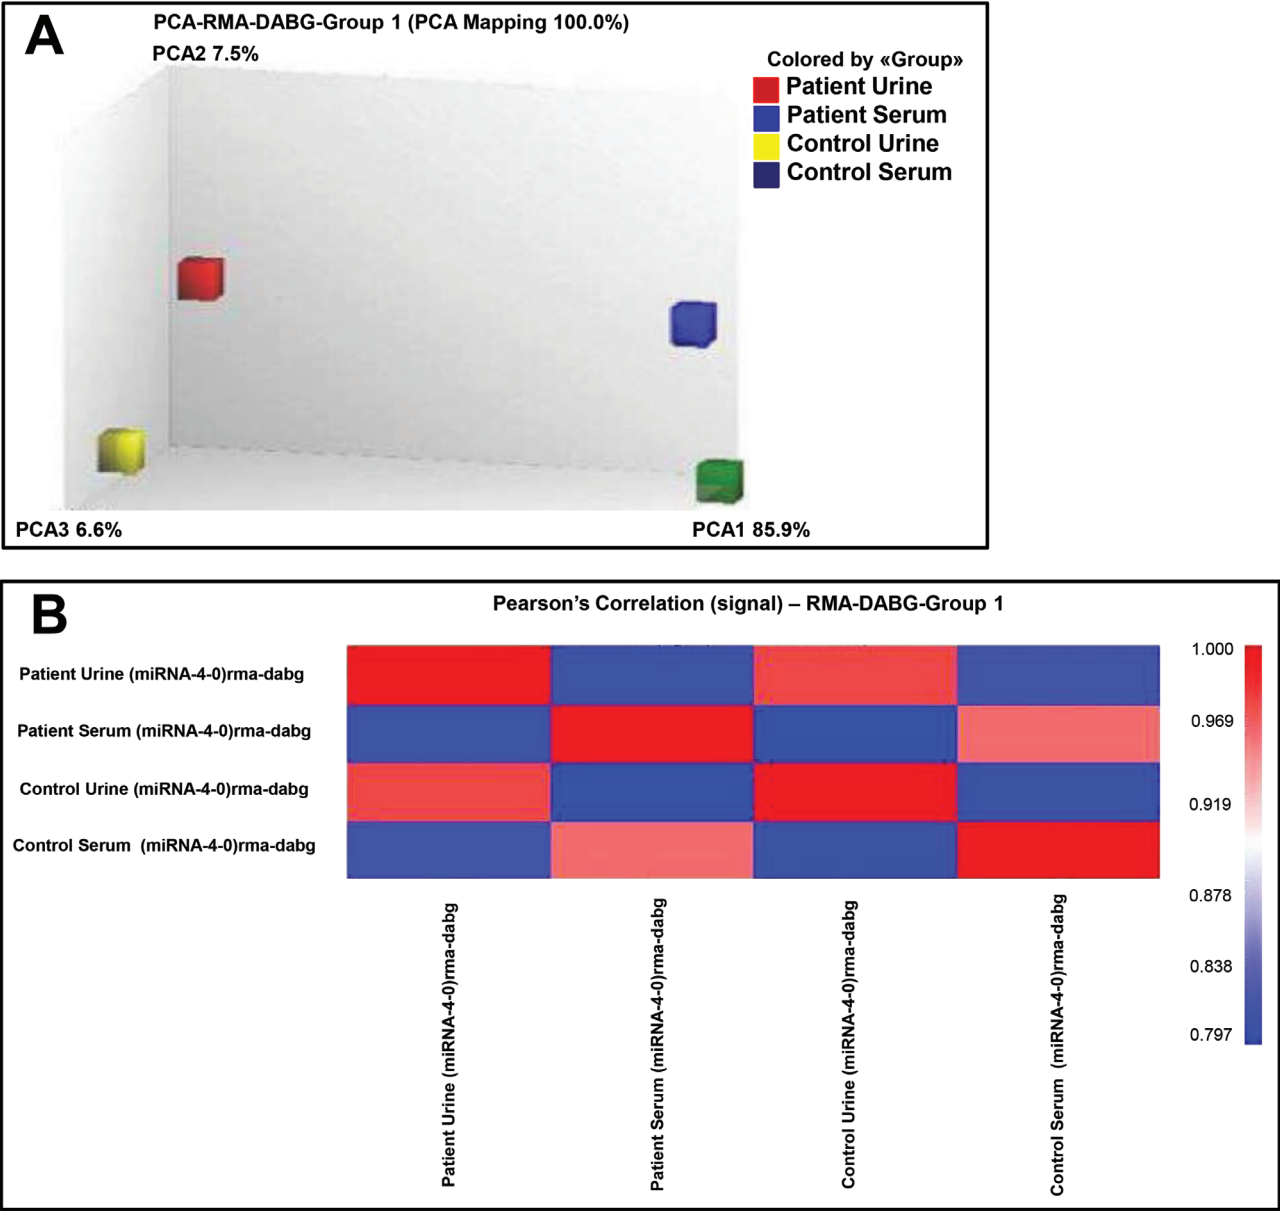 A
PCA-RMA-DABG-Group 1 (PCA Mapping 100.0%)
PCA2 7.5%
Colored by «Group»
Patient Urine
Patient Serum
Control Urine
Control Serum
PCA3 6.6%
PCA1 85.9%
B
Pearson’s Correlation (signal) – RMA-DABG-Group 1
Patient Urine (miRNA-4-0)rma-dabg
Patient Serum (miRNA-4-0)rma-dabg
Control Urine (miRNA-4-0)rma-dabg
Control Serum (miRNA-4-0)rma-dabg
1.000
0.969
0.919
0.878
0.838
0.797
Patient Urine (miRNA-4-0)rma-dabg
Patient Serum (miRNA-4-0)rma-dabg
Control Urine (miRNA-4-0)rma-dabg
Control Serum (miRNA-4-0)rma-dabg